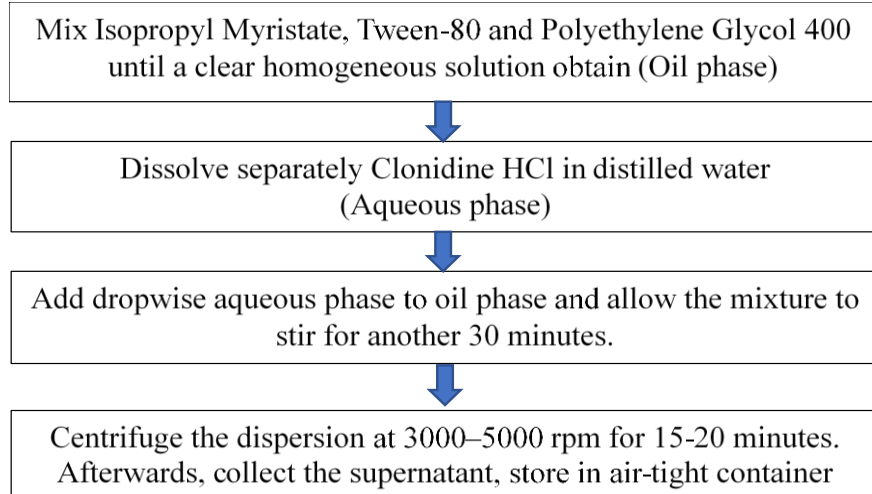 Mix Isopropyl Myristate, Tween-80 and Polyethylene Glycol 400
until a clear homogeneous solution obtain (Oil phase)
Dissolve separately Clonidine HCl in distilled water
(Aqueous phase)
Add dropwise aqueous phase to oil phase and allow the mixture to
stir for another 30 minutes.
Centrifuge the dispersion at 3000–5000 rpm for 15-20 minutes.
Afterwards, collect the supernatant, store in air-tight container